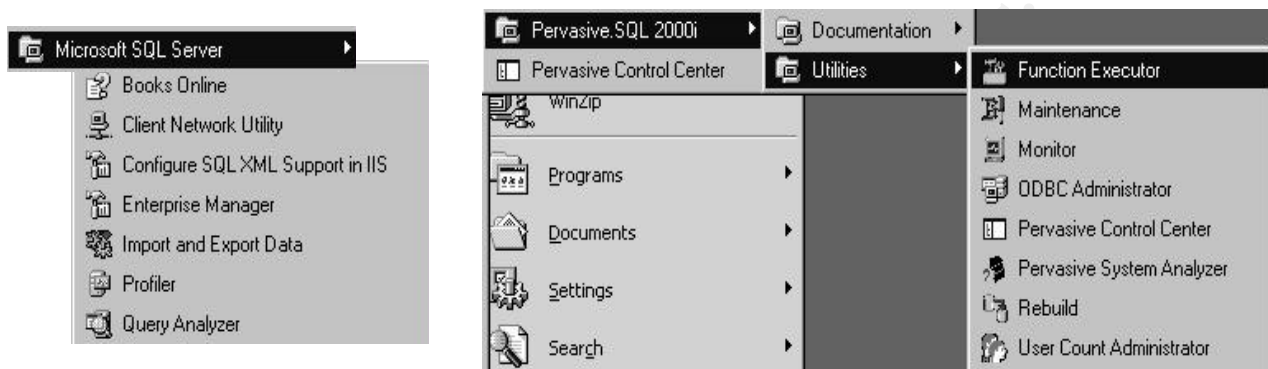 Microsoft SQL Server
Books Online
Client Network Utility
Configure SQL XML Support in IIS
Enterprise Manager
Import and Export Data
Profiler
Query Analyzer
Pervasive.SQL 2000i
Pervasive Control Center
WinZip
Programs
Documents
Settings
Search
Documentation
Utilities
Function Executor
Maintenance
Monitor
ODBC Administrator
Pervasive Control Center
Pervasive System Analyzer
Rebuild
User Count Administrator